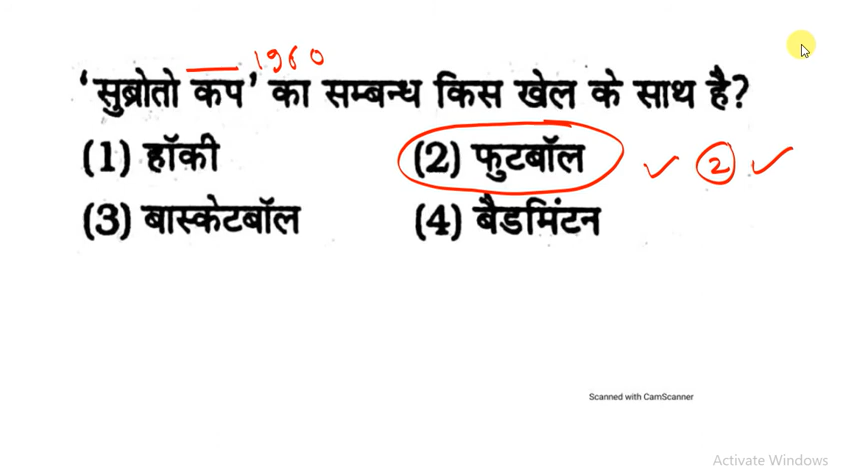 1960
'सुब्रोतो कप' का सम्बन्ध किस खेल के साथ है?
(1) हॉकी (2) फुटबॉल 2
(3) बास्केटबॉल (4) बैडमिंटन
Scanned with CamScanner
Activate Windows